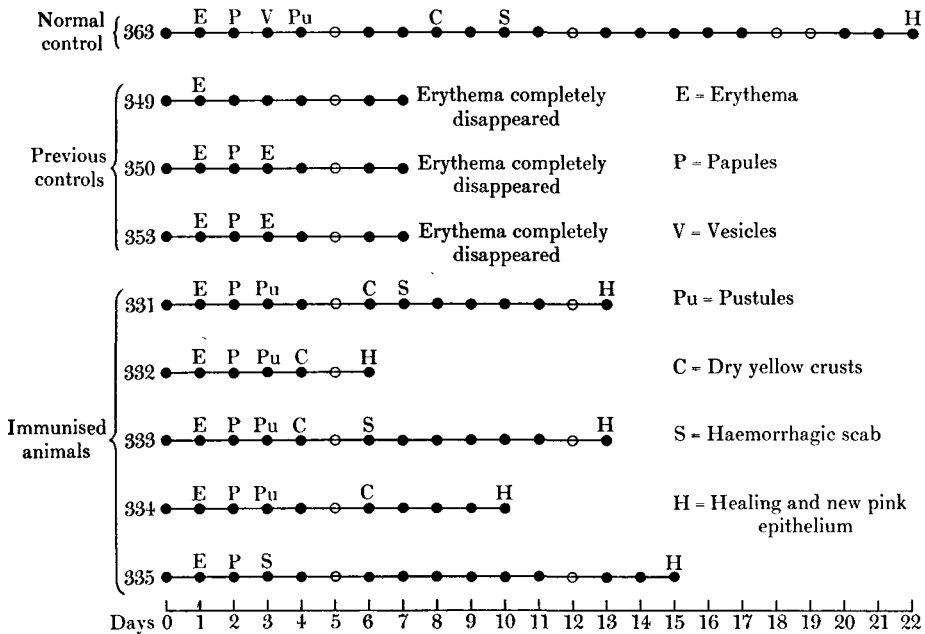 E P V Pu C S H
Normal
control
363
E
349
Erythema completely
disappeared
E = Erythema
Previous
controls
E P E
350
Erythema completely
disappeared
P = Papules
E P E
353
Erythema completely
disappeared
V = Vesicles
E P Pu C S H
331
Pu = Pustules
E P Pu C H
332
C = Dry yellow crusts
Immunised
animals
E P Pu C S H
333
S = Haemorrhagic scab
E P Pu C H
334
H = Healing and new pink
epithelium
E P S H
335
Days 0 1 2 3 4 5 6 7 8 9 10 11 12 13 14 15 16 17 18 19 20 21 22